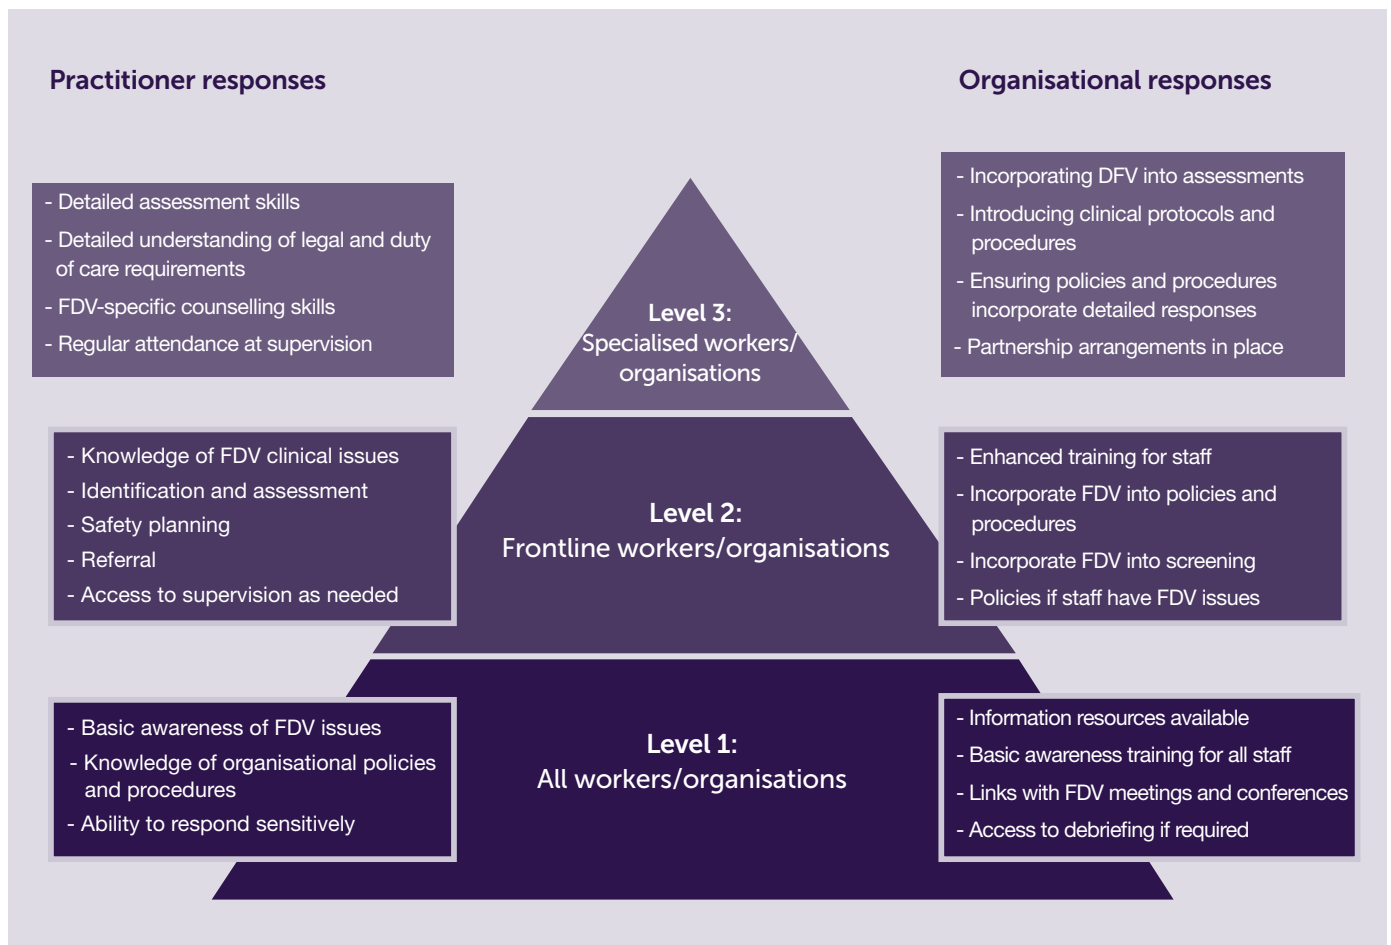 Practitioner responses
Organisational responses
- Detailed assessment skills
- Detailed understanding of legal and duty
of care requirements
- FDV-specific counselling skills
- Regular attendance at supervision
Level 3:
Specialised workers/
organisations
- Incorporating DFV into assessments
- Introducing clinical protocols and
procedures
- Ensuring policies and procedures
incorporate detailed responses
- Partnership arrangements in place
- Knowledge of FDV clinical issues
- Identification and assessment
- Safety planning
- Referral
- Access to supervision as needed
Level 2:
Frontline workers/organisations
- Enhanced training for staff
- Incorporate FDV into policies and
procedures
- Incorporate FDV into screening
- Policies if staff have FDV issues
- Basic awareness of FDV issues
- Knowledge of organisational policies
and procedures
- Ability to respond sensitively
Level 1:
All workers/organisations
- Information resources available
- Basic awareness training for all staff
- Links with FDV meetings and conferences
- Access to debriefing if required